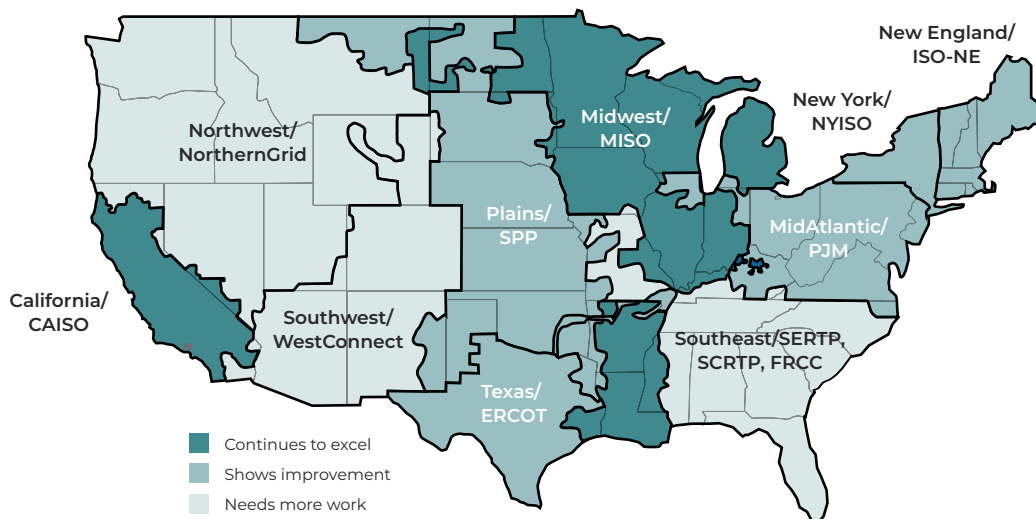 New England/
ISO-NE
New York/
NYISO
Midwest/
MISO
Northwest/
NorthernGrid
Plains/
SPP
MidAtlantic/
PJM
California/
CAISO
Southwest/
WestConnect
Southeast/SERTP,
SCRTP, FRCC
Texas/
ERCOT
Continues to excel
Shows improvement
Needs more work